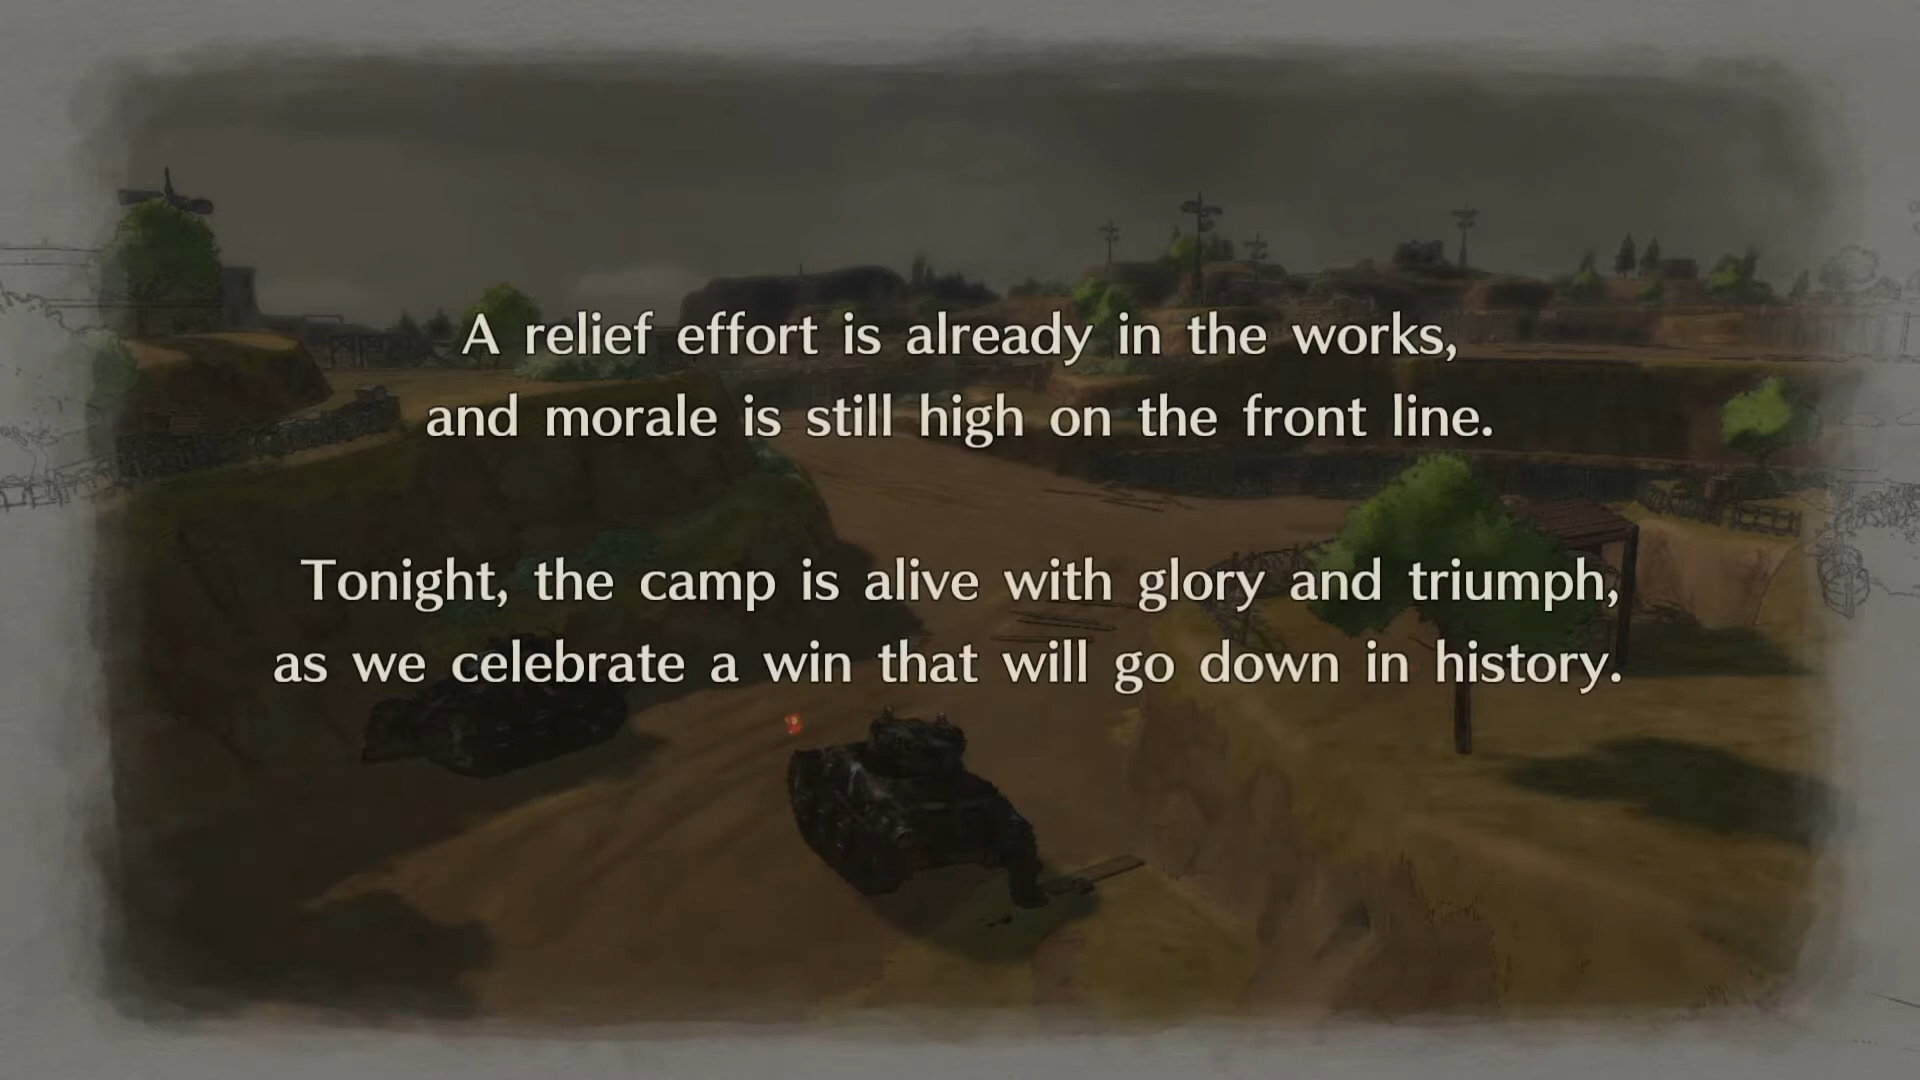 A relief effort is already in the works,
and morale is still high on the front line.
Tonight, the camp is alive with glory and triumph,
as we celebrate a win that will go down in history.